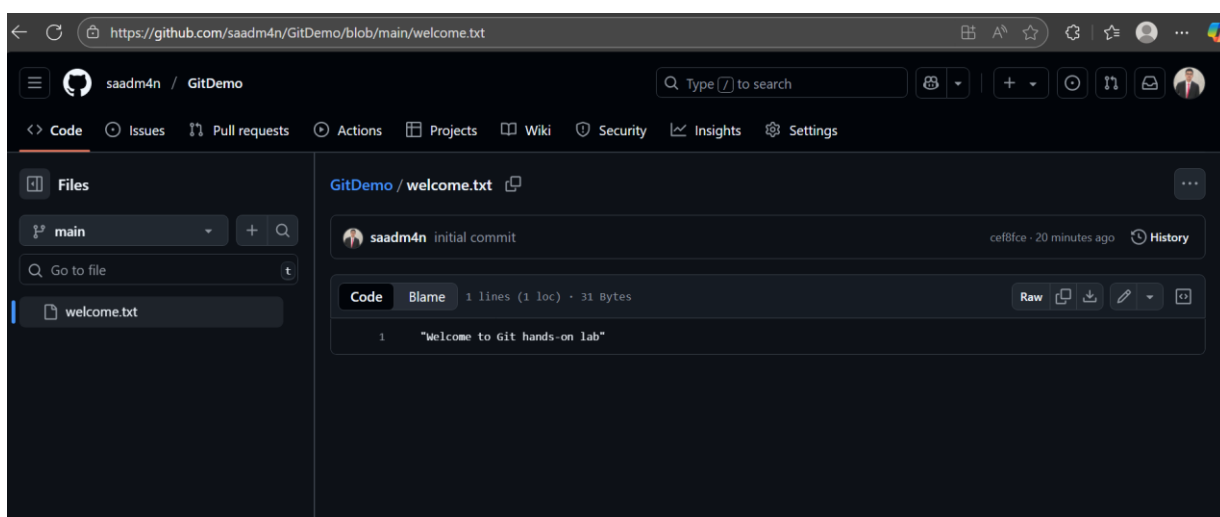 https://github.com/saadm4n/GitDemo/blob/main/welcome.txt
saadm4n / GitDemo
Type / to search
Code Issues Pull requests Actions Projects Wiki Security Insights Settings
Files
GitDemo / welcome.txt
main
saadm4n initial commit cef8fce · 20 minutes ago History
Go to file t
Code Blame 1 lines (1 loc) · 31 Bytes Raw
welcome.txt
1 "Welcome to Git hands-on lab"